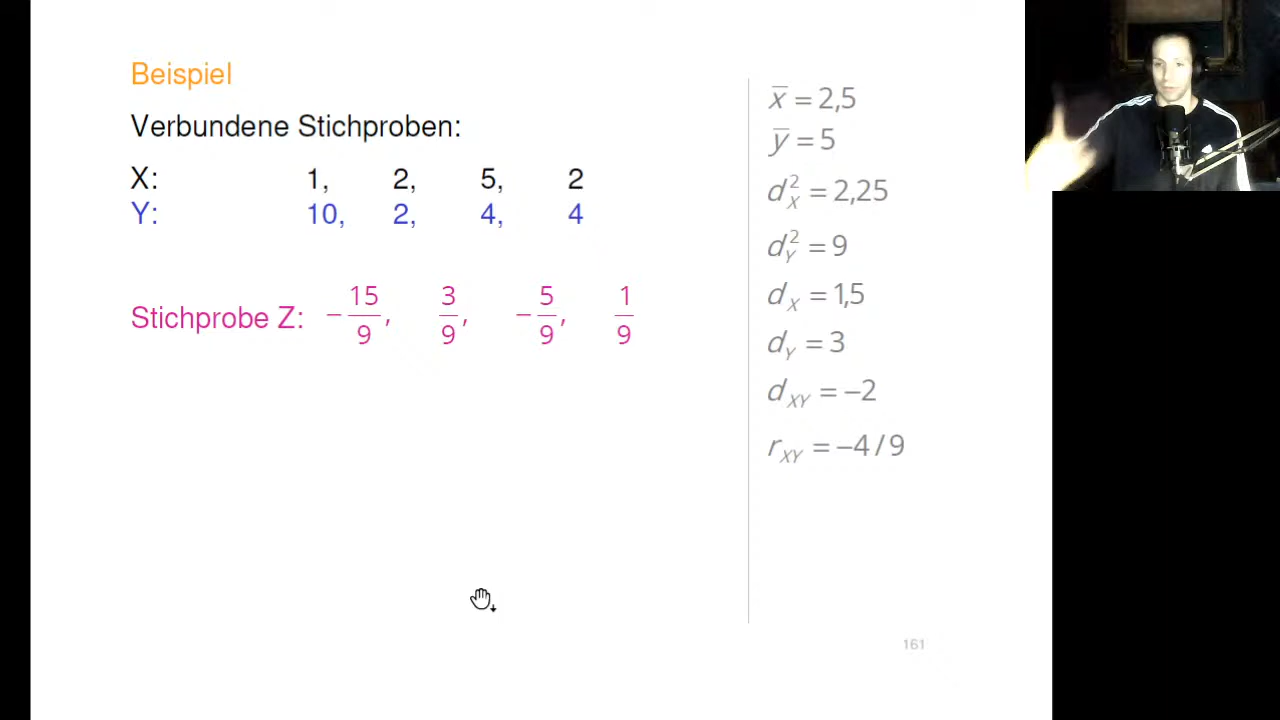 Beispiel
Verbundene Stichproben:
X: 1, 2, 5, 2
Y: 10, 2, 4, 4
Stichprobe Z: −15/9, 3/9, −5/9, 1/9
x̅ = 2,5
y̅ = 5
d²_X = 2,25
d²_Y = 9
d_X = 1,5
d_Y = 3
d_XY = −2
r_XY = −4/9
161